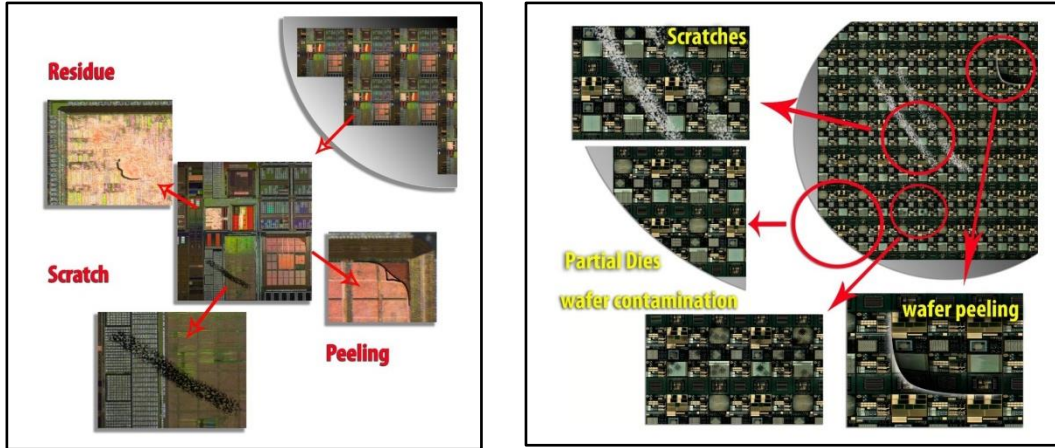 Residue
Scratch
Peeling
Scratches
Partial Dies
wafer contamination
wafer peeling